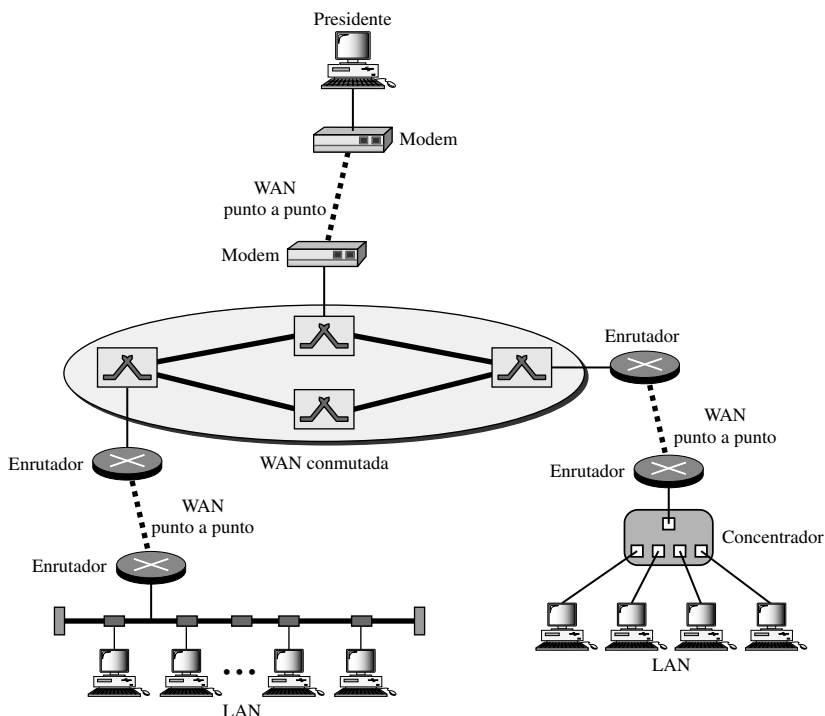 Presidente
Modem
WAN
punto a punto
Modem
Enrutador
WAN
punto a punto
Enrutador
WAN conmutada
Enrutador
WAN
punto a punto
Concentrador
Enrutador
LAN
LAN